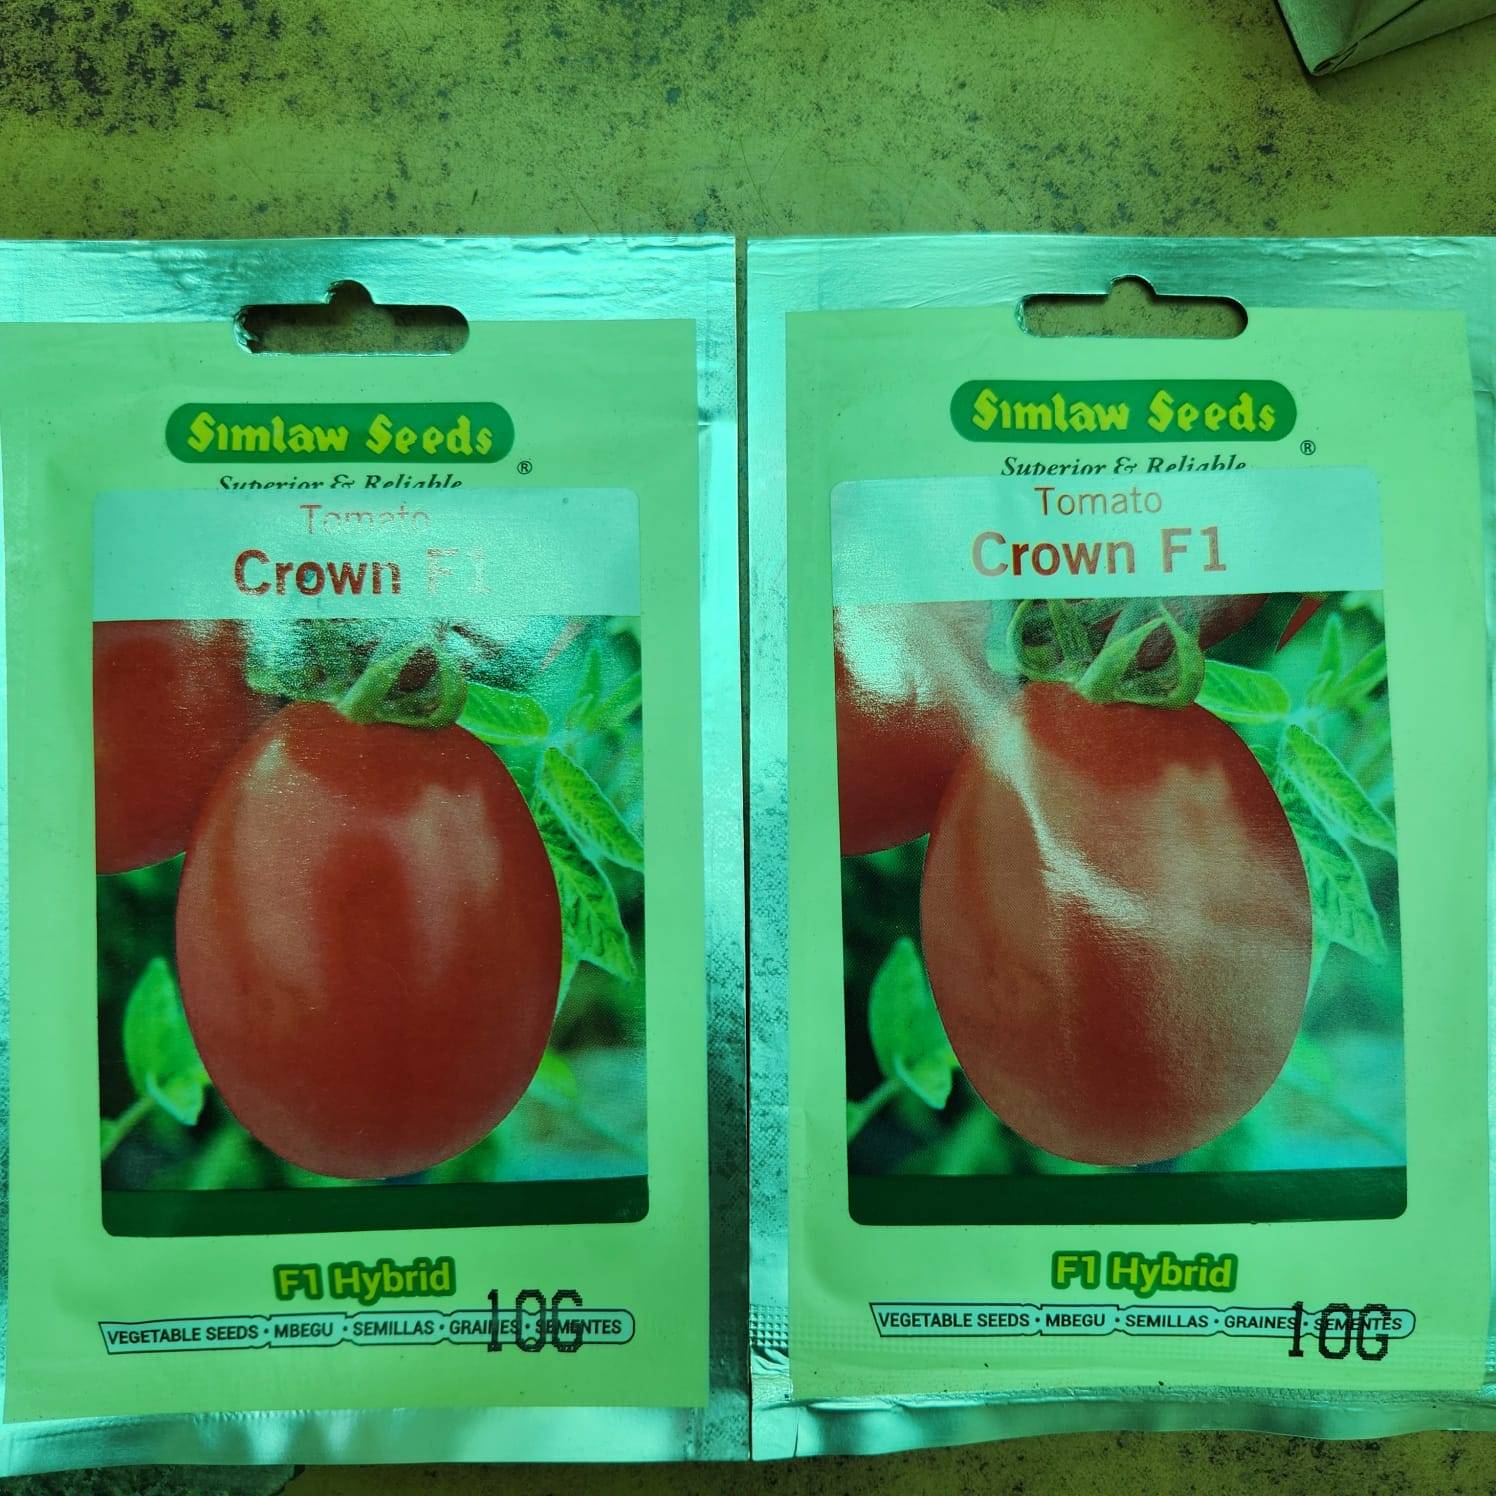 Simlaw Seeds
®
Superior & Reliable
Tomato
Crown F1
F1 Hybrid
10G
VEGETABLE SEEDS • MBEGU • SEMILLAS • GRAINES • SEMENTES
Simlaw Seeds
®
Superior & Reliable
Tomato
Crown F1
F1 Hybrid
10G
VEGETABLE SEEDS • MBEGU • SEMILLAS • GRAINES • SEMENTES